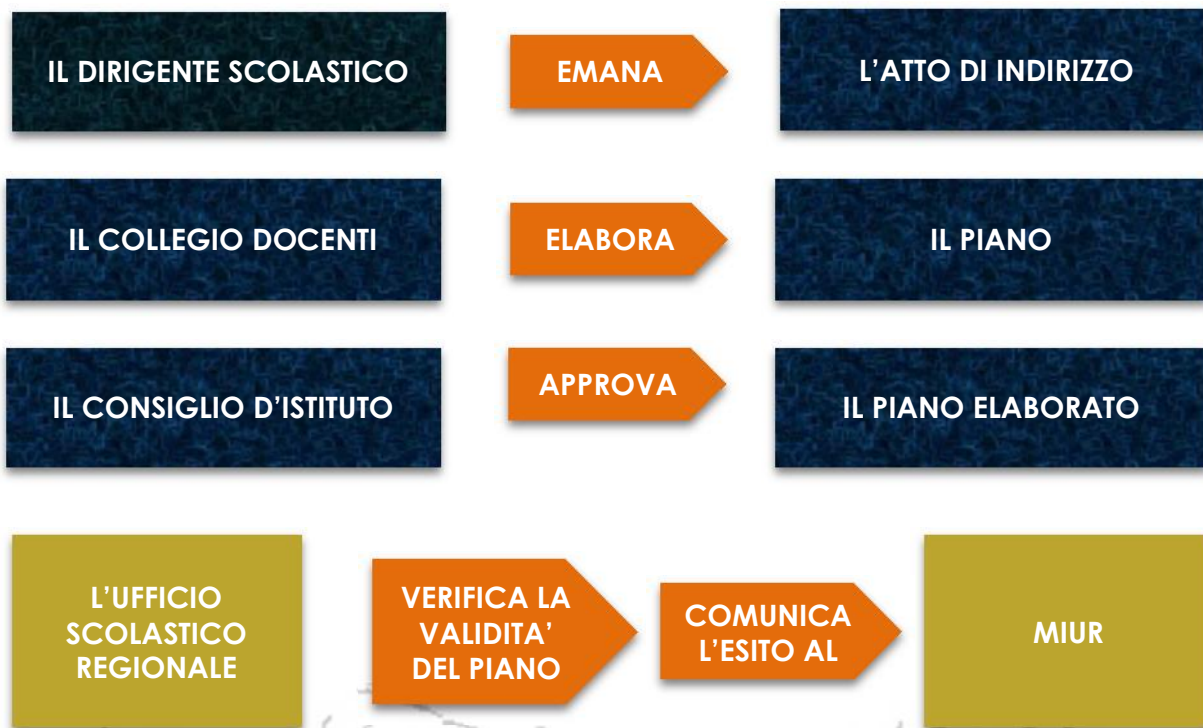 IL DIRIGENTE SCOLASTICO
EMANA
L'ATTO DI INDIRIZZO
IL COLLEGIO DOCENTI
ELABORA
IL PIANO
IL CONSIGLIO D'ISTITUTO
APPROVA
IL PIANO ELABORATO
L'UFFICIO
SCOLASTICO
REGIONALE
VERIFICA LA
VALIDITA'
DEL PIANO
COMUNICA
L'ESITO AL
MIUR